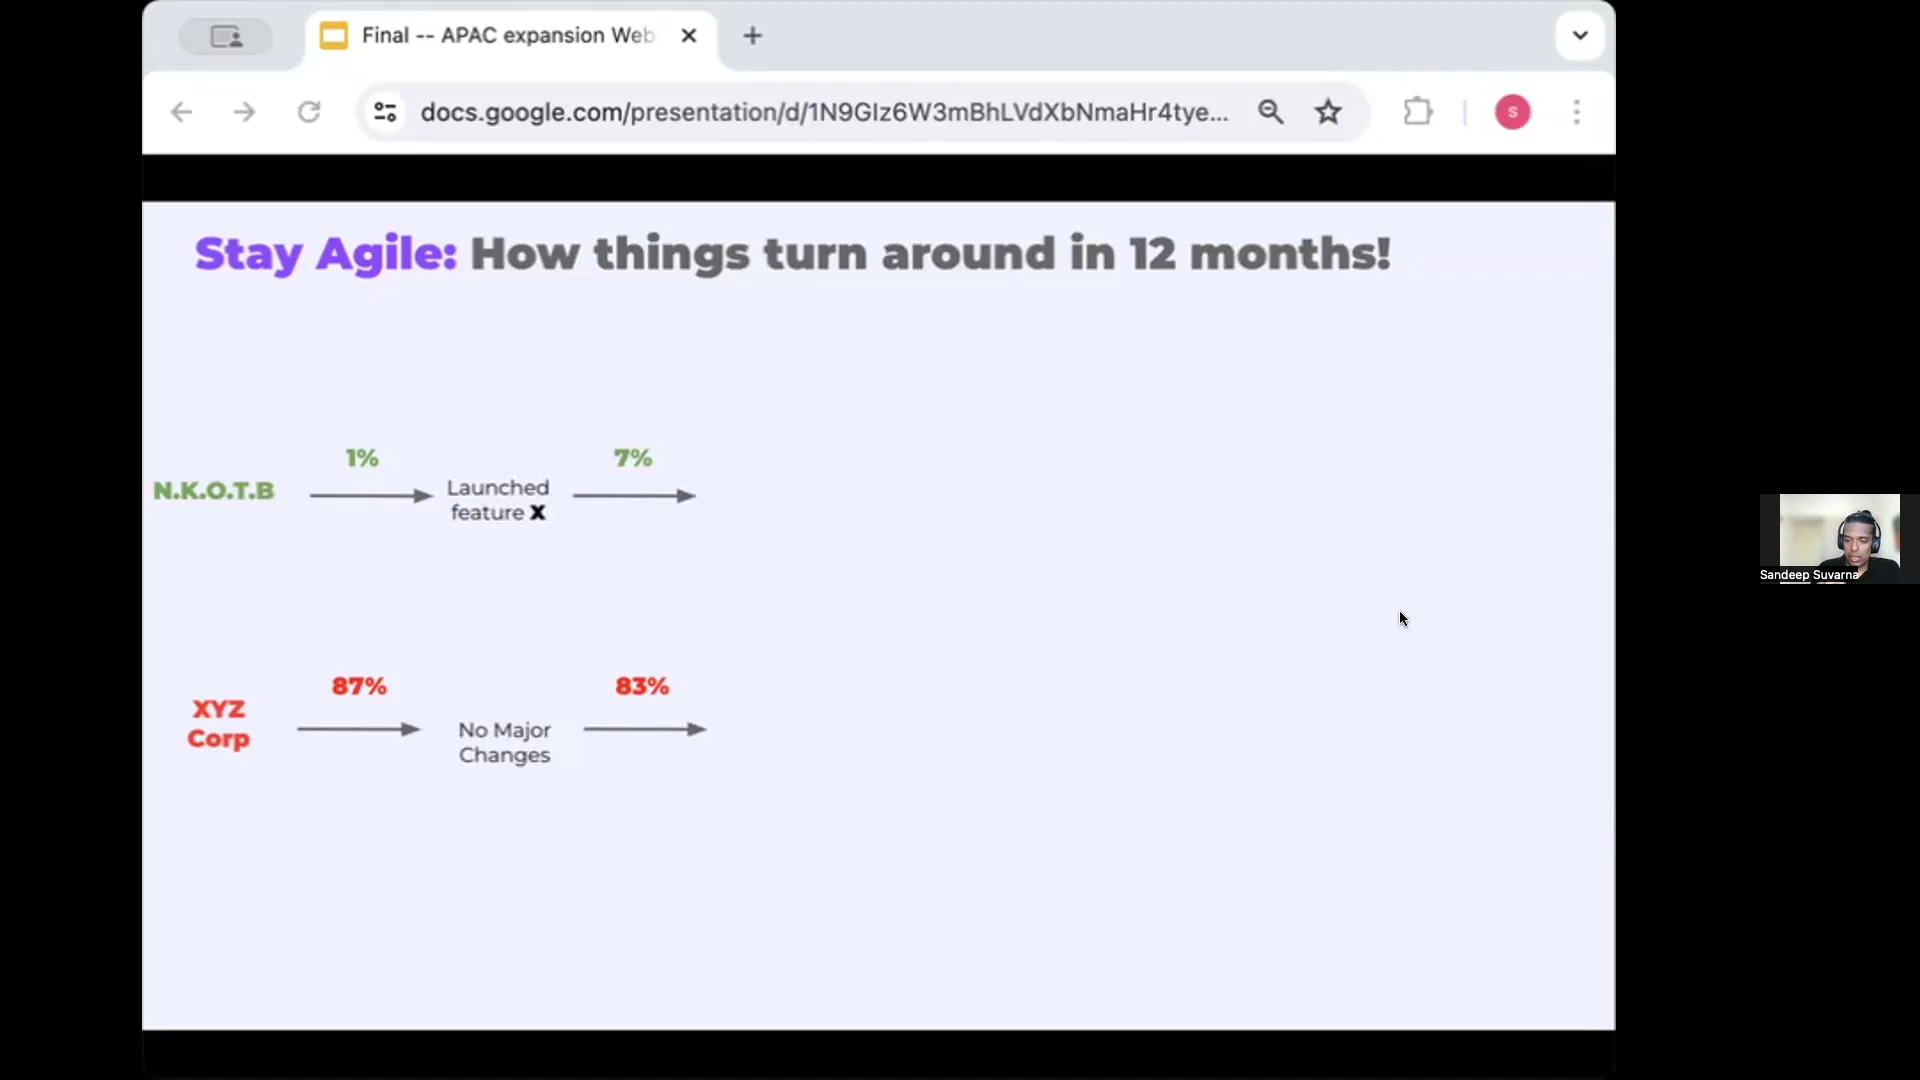 Final -- APAC expansion Web
docs.google.com/presentation/d/1N9GIz6W3mBhLVdXbNmaHr4tye...
S
Stay Agile: How things turn around in 12 months!
1%
7%
N.K.O.T.B
Launched
feature X
87%
83%
XYZ
Corp
No Major
Changes
Sandeep Suvarna